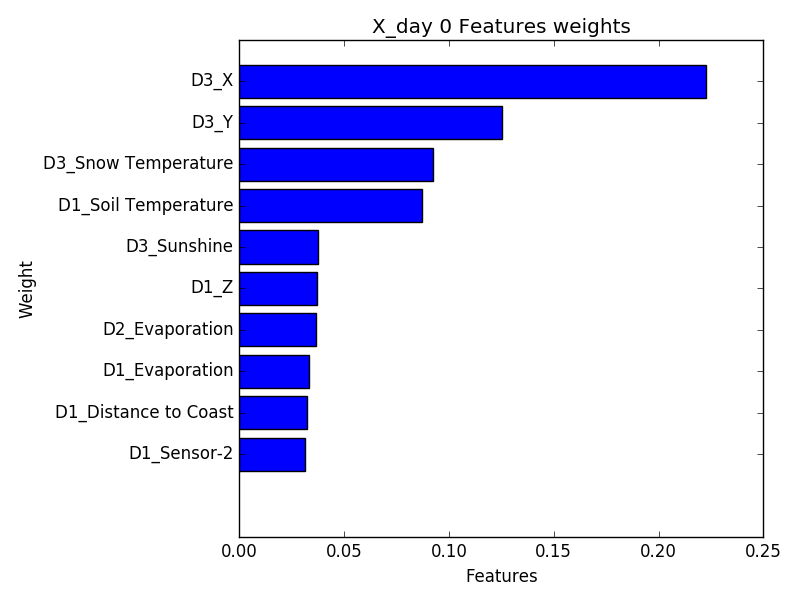 X_day 0 Features weights
D3_X
D3_Y
D3_Snow Temperature
D1_Soil Temperature
D3_Sunshine
D1_Z
D2_Evaporation
D1_Evaporation
D1_Distance to Coast
D1_Sensor-2
Weight
0.00 0.05 0.10 0.15 0.20 0.25
Features